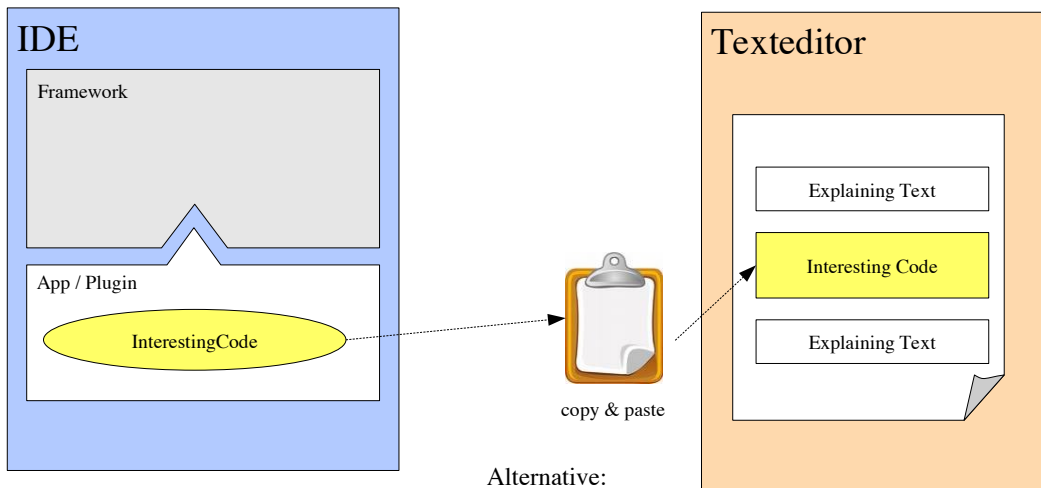 IDE
Framework
App / Plugin
InterestingCode
copy & paste
Alternative:
Texteditor
Explaining Text
Interesting Code
Explaining Text